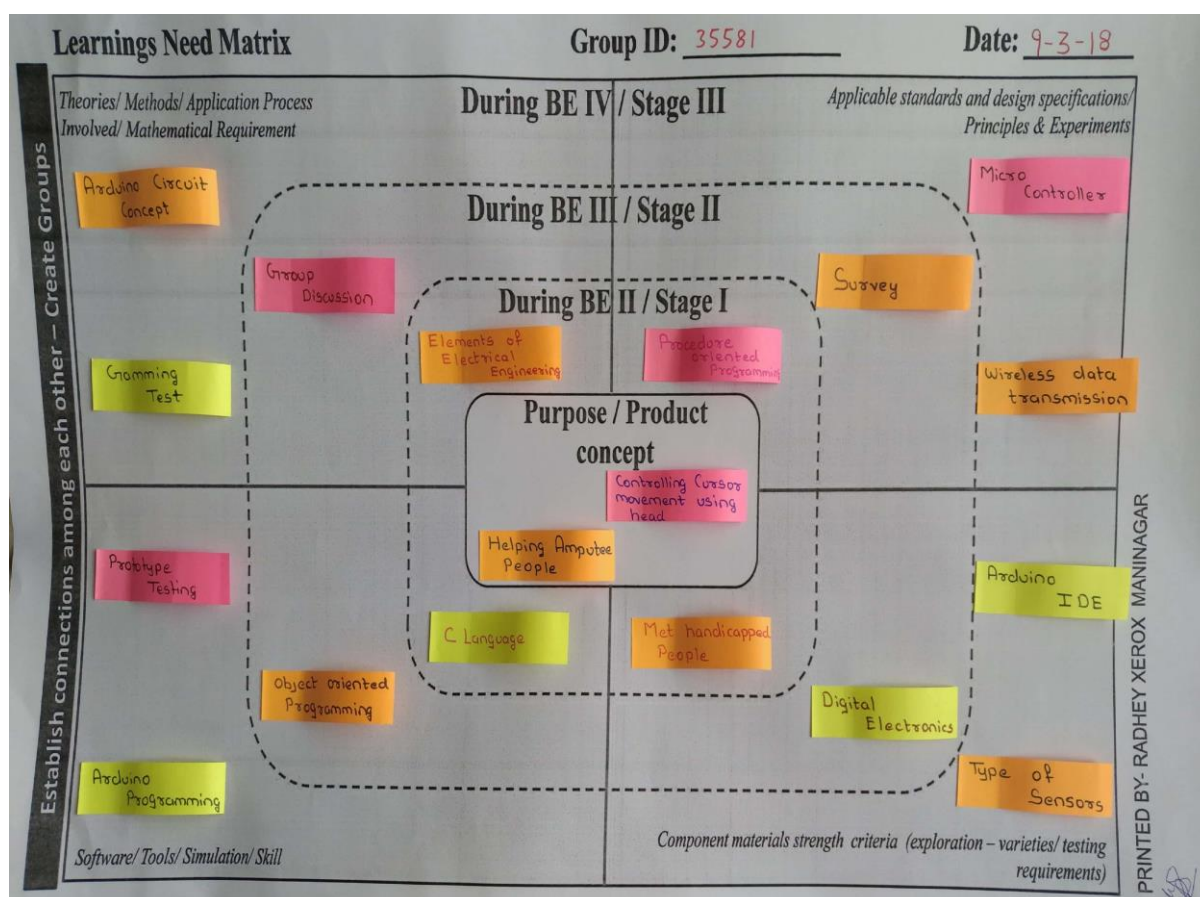 Learnings Need Matrix
Group ID: 35581
Date: 9-3-18
Establish connections among each other – Create Groups
Theories/ Methods/ Application Process
Involved/ Mathematical Requirement
During BE IV / Stage III
Applicable standards and design specifications/
Principles & Experiments
Arduino Circuit
Concept
Micro
Controller
During BE III / Stage II
Group
Discussion
Survey
During BE II / Stage I
Elements of
Electrical
Engineering
Procedure
oriented
Programming
Gamming
Test
Wireless data
transmission
Purpose / Product
concept
Controlling Cursor
movement using
head
Helping Amputee
People
Prototype
Testing
Arduino
IDE
C Language
Met handicapped
People
Object oriented
Programming
Digital
Electronics
Arduino
Programming
Type of
Sensors
Software/ Tools/ Simulation/ Skill
Component materials strength criteria (exploration – varieties/ testing
requirements)
PRINTED BY- RADHEY XEROX MANINAGAR